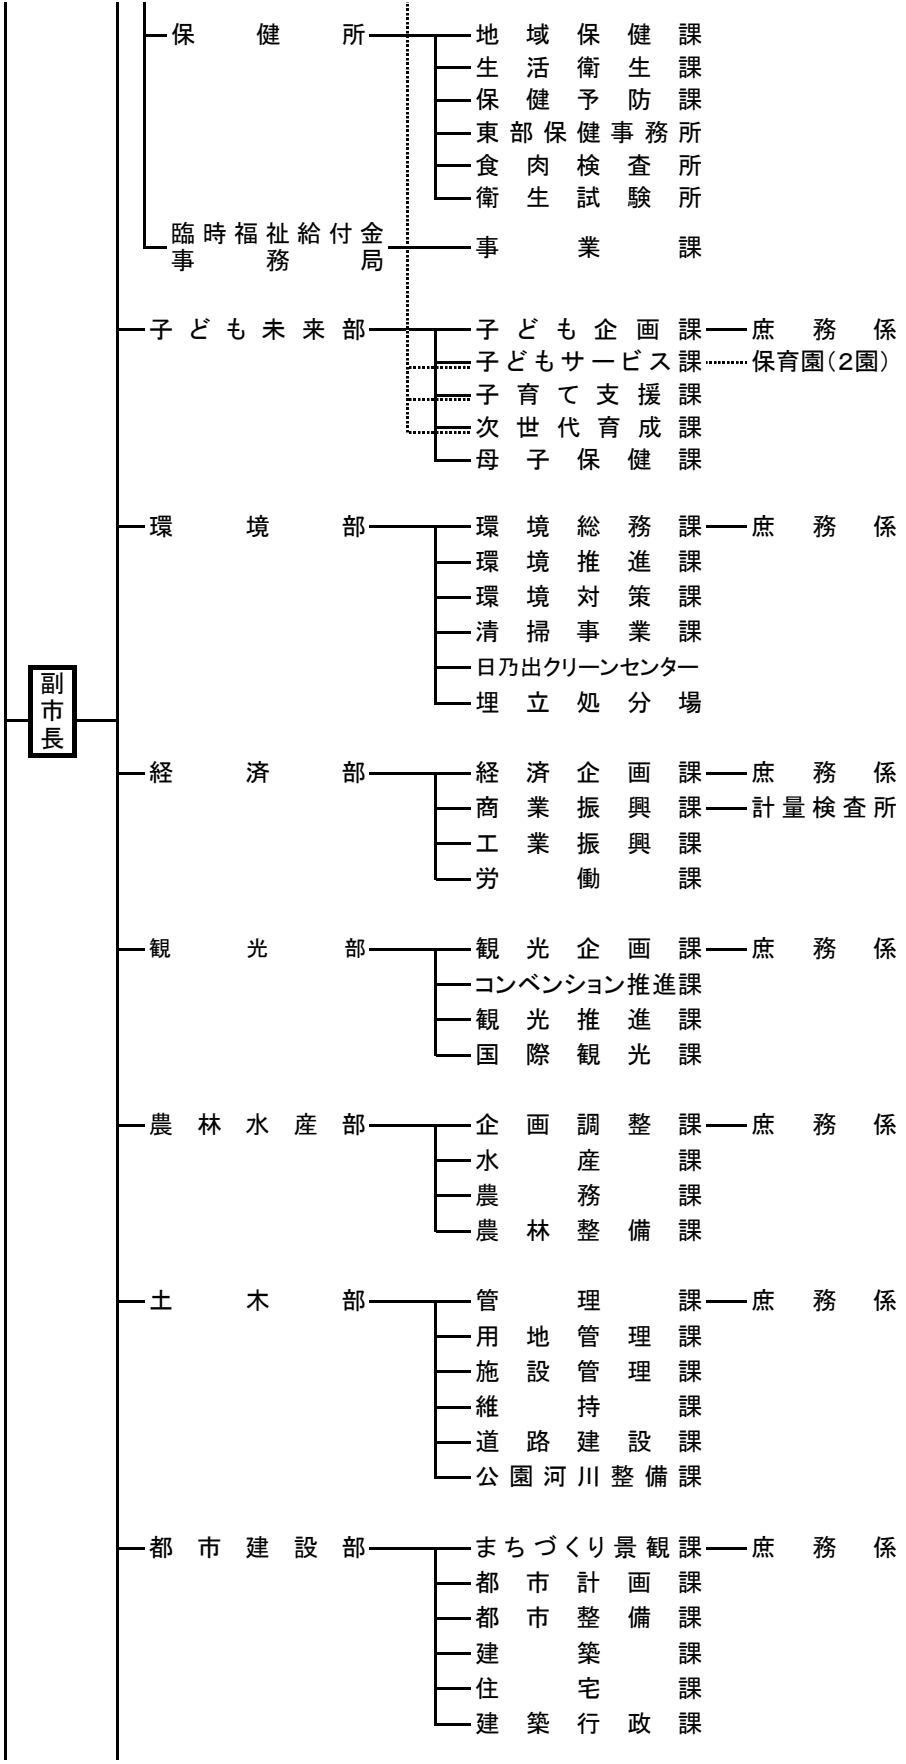 保健所 地域保健課
生活衛生課
保健予防課
東部保健事務所
食肉検査所
衛生試験所
臨時福祉給付金
事務局
事業課
子ども未来部 子ども企画課 庶務係
子どもサービス課 保育園(2園)
子育て支援課
次世代育成課
母子保健課
環境部 環境総務課 庶務係
環境推進課
環境対策課
清掃事業課
日乃出クリーンセンター
埋立処分場
副市長
経済部 経済企画課 庶務係
商業振興課 計量検査所
工業振興課
労働課
観光部 観光企画課 庶務係
コンベンション推進課
観光推進課
国際観光課
農林水産部 企画調整課 庶務係
水産課
農務課
農林整備課
土木部 管理課 庶務係
用地管理課
施設管理課
維持課
道路建設課
公園河川整備課
都市建設部 まちづくり景観課 庶務係
都市計画課
都市整備課
建築課
住宅課
建築行政課